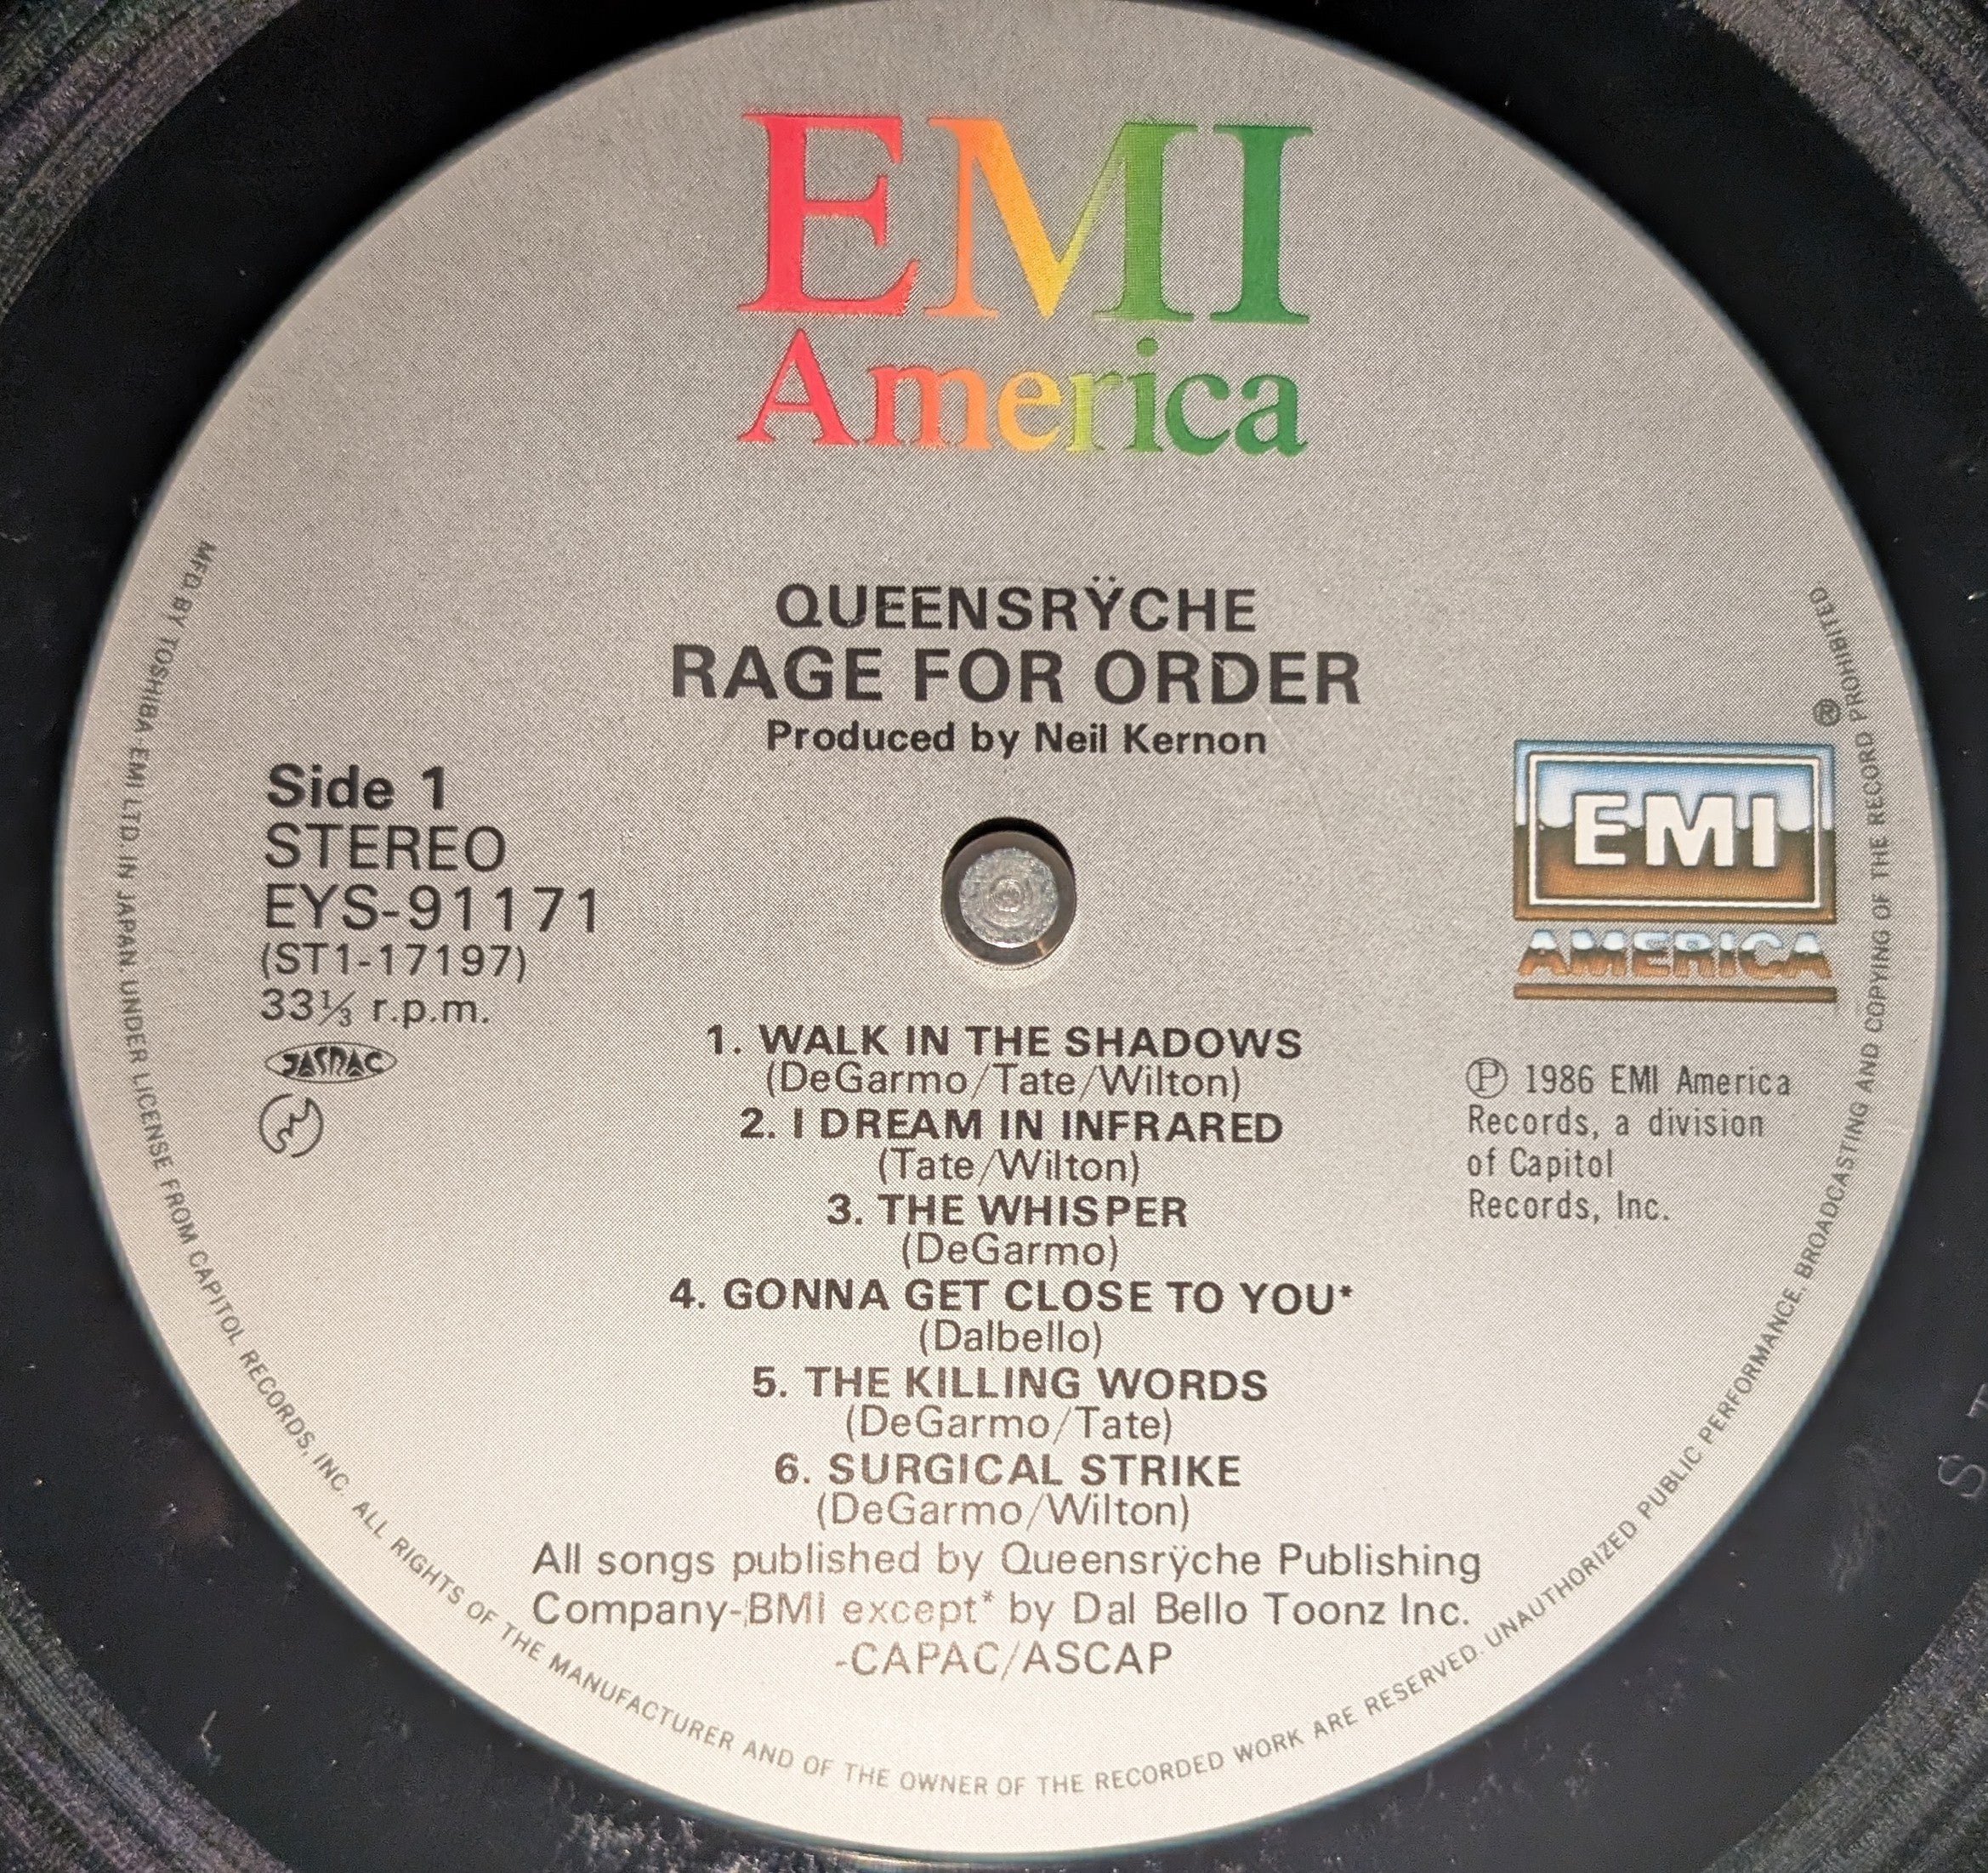 EMI
America
QUEENSRŸCHE
RAGE FOR ORDER
Produced by Neil Kernon
Side 1
STEREO
EYS-91171
(ST1-17197)
33⅓ r.p.m.
JASRAC
®
EMI
AMERICA
1. WALK IN THE SHADOWS
(DeGarmo/Tate/Wilton)
2. I DREAM IN INFRARED
(Tate/Wilton)
3. THE WHISPER
(DeGarmo)
4. GONNA GET CLOSE TO YOU*
(Dalbello)
5. THE KILLING WORDS
(DeGarmo/Tate)
6. SURGICAL STRIKE
(DeGarmo/Wilton)
All songs published by Queensrÿche Publishing
Company-BMI except* by Dal Bello Toonz Inc.
-CAPAC/ASCAP
℗ 1986 EMI America
Records, a division
of Capitol
Records, Inc.
MFD. BY TOSHIBA EMI LTD. IN JAPAN. UNDER LICENSE FROM CAPITOL RECORDS, INC. ALL RIGHTS OF THE MANUFACTURER AND OF THE OWNER OF THE RECORDED WORK ARE RESERVED. UNAUTHORIZED PUBLIC PERFORMANCE, BROADCASTING AND COPYING OF THE RECORD PROHIBITED.
S T